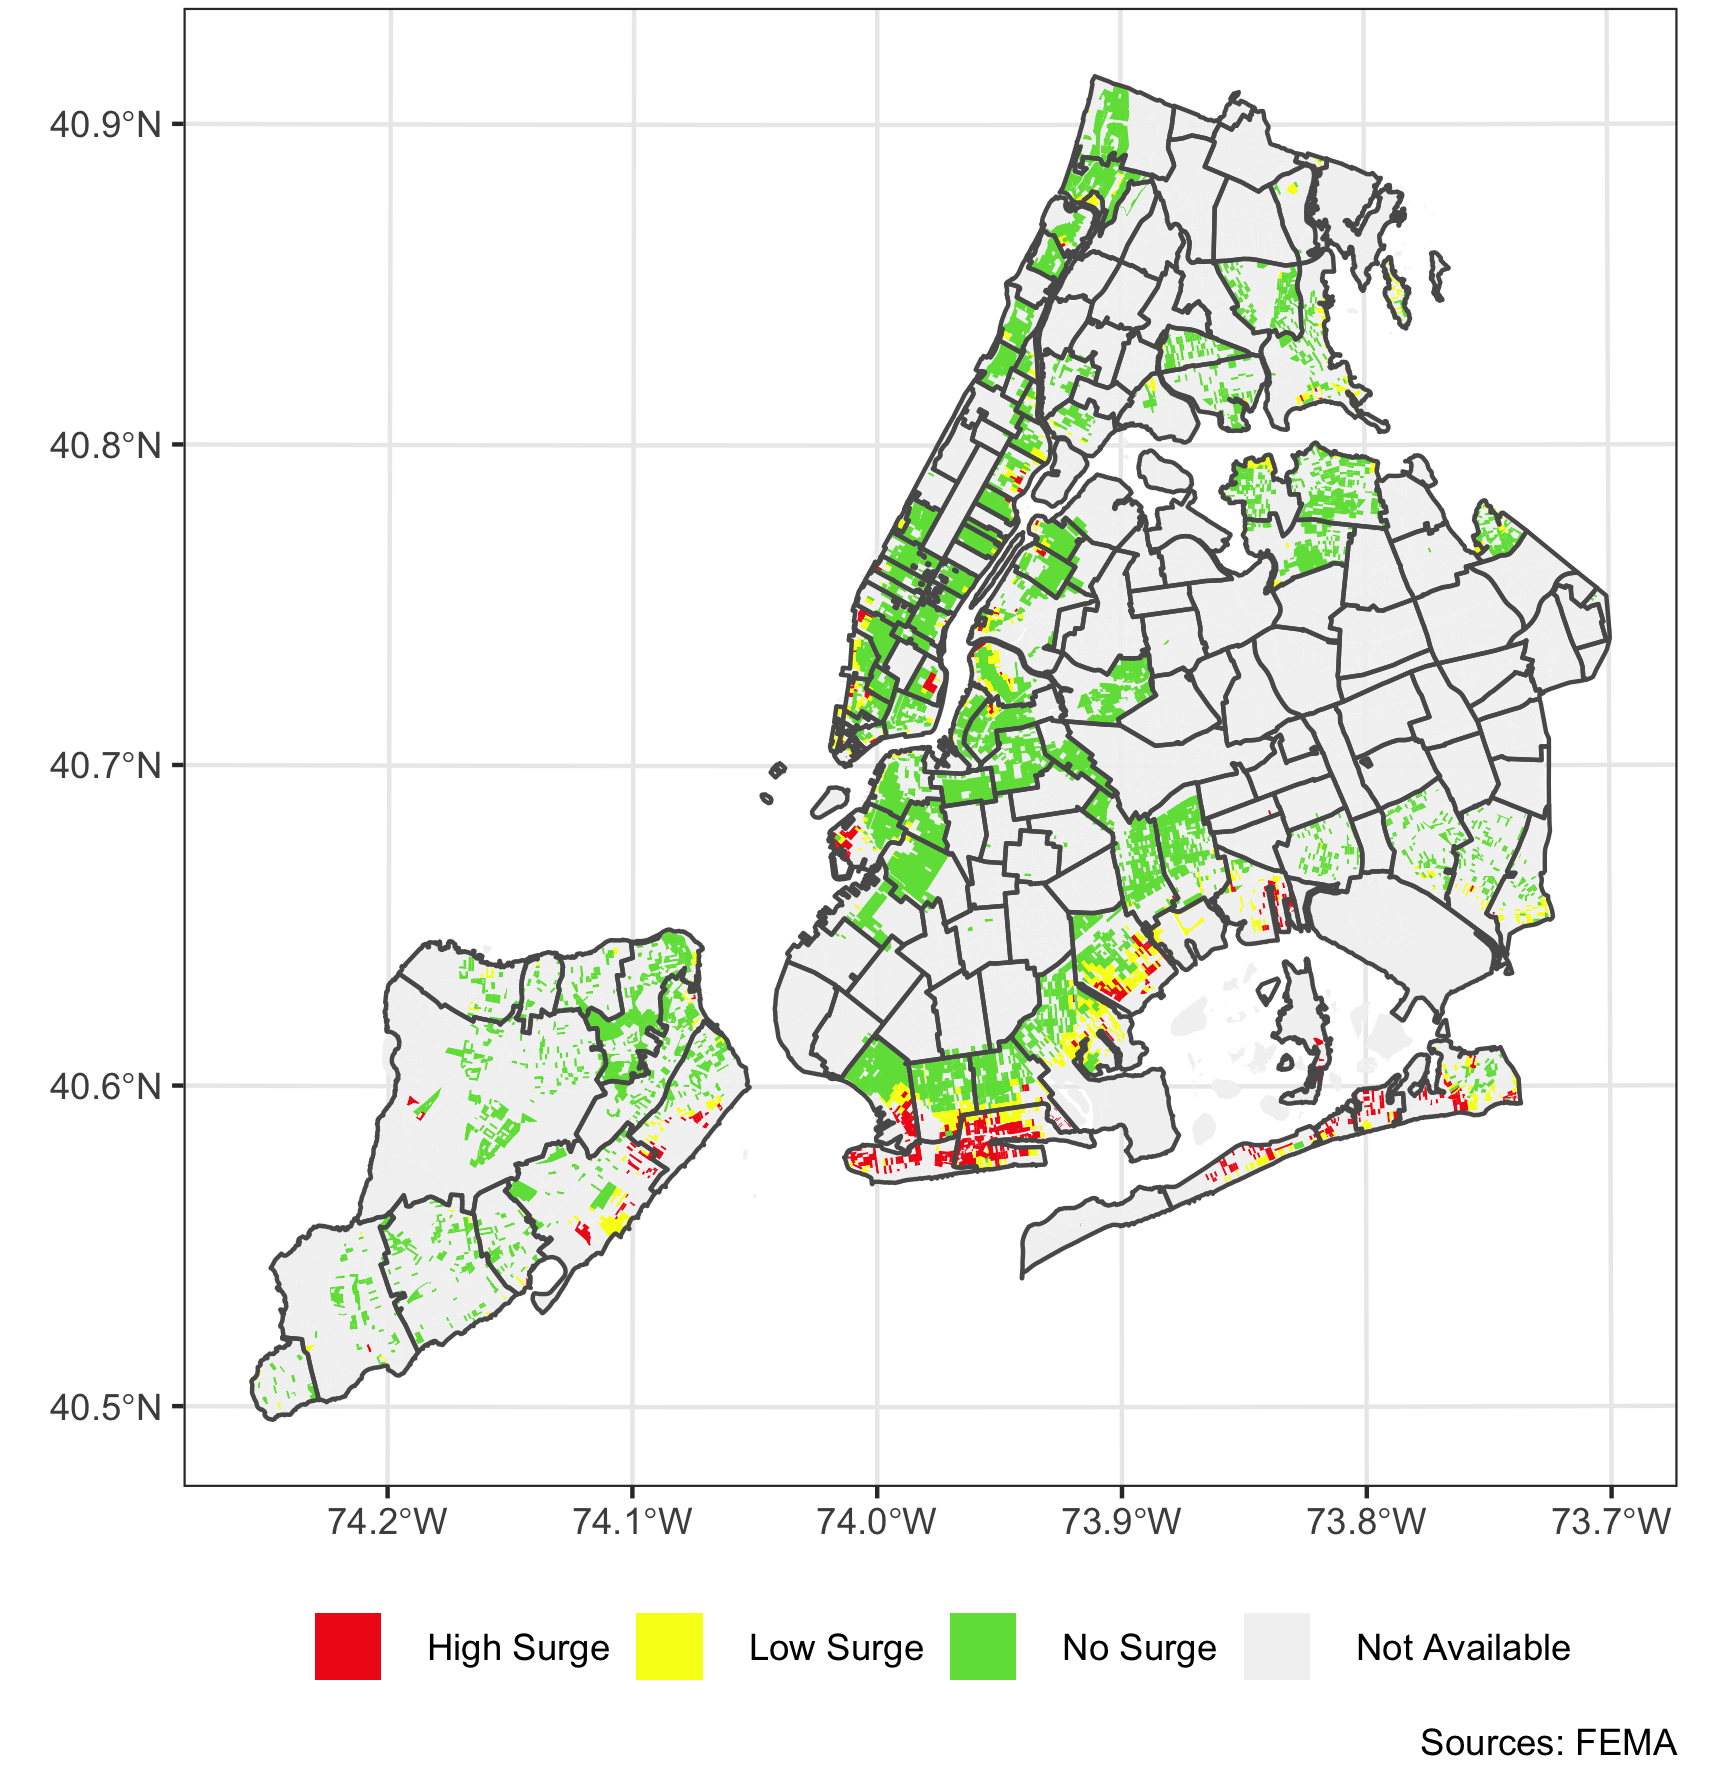 40.9°N
40.8°N
40.7°N
40.6°N
40.5°N
74.2°W 74.1°W 74.0°W 73.9°W 73.8°W 73.7°W
High Surge Low Surge No Surge Not Available
Sources: FEMA